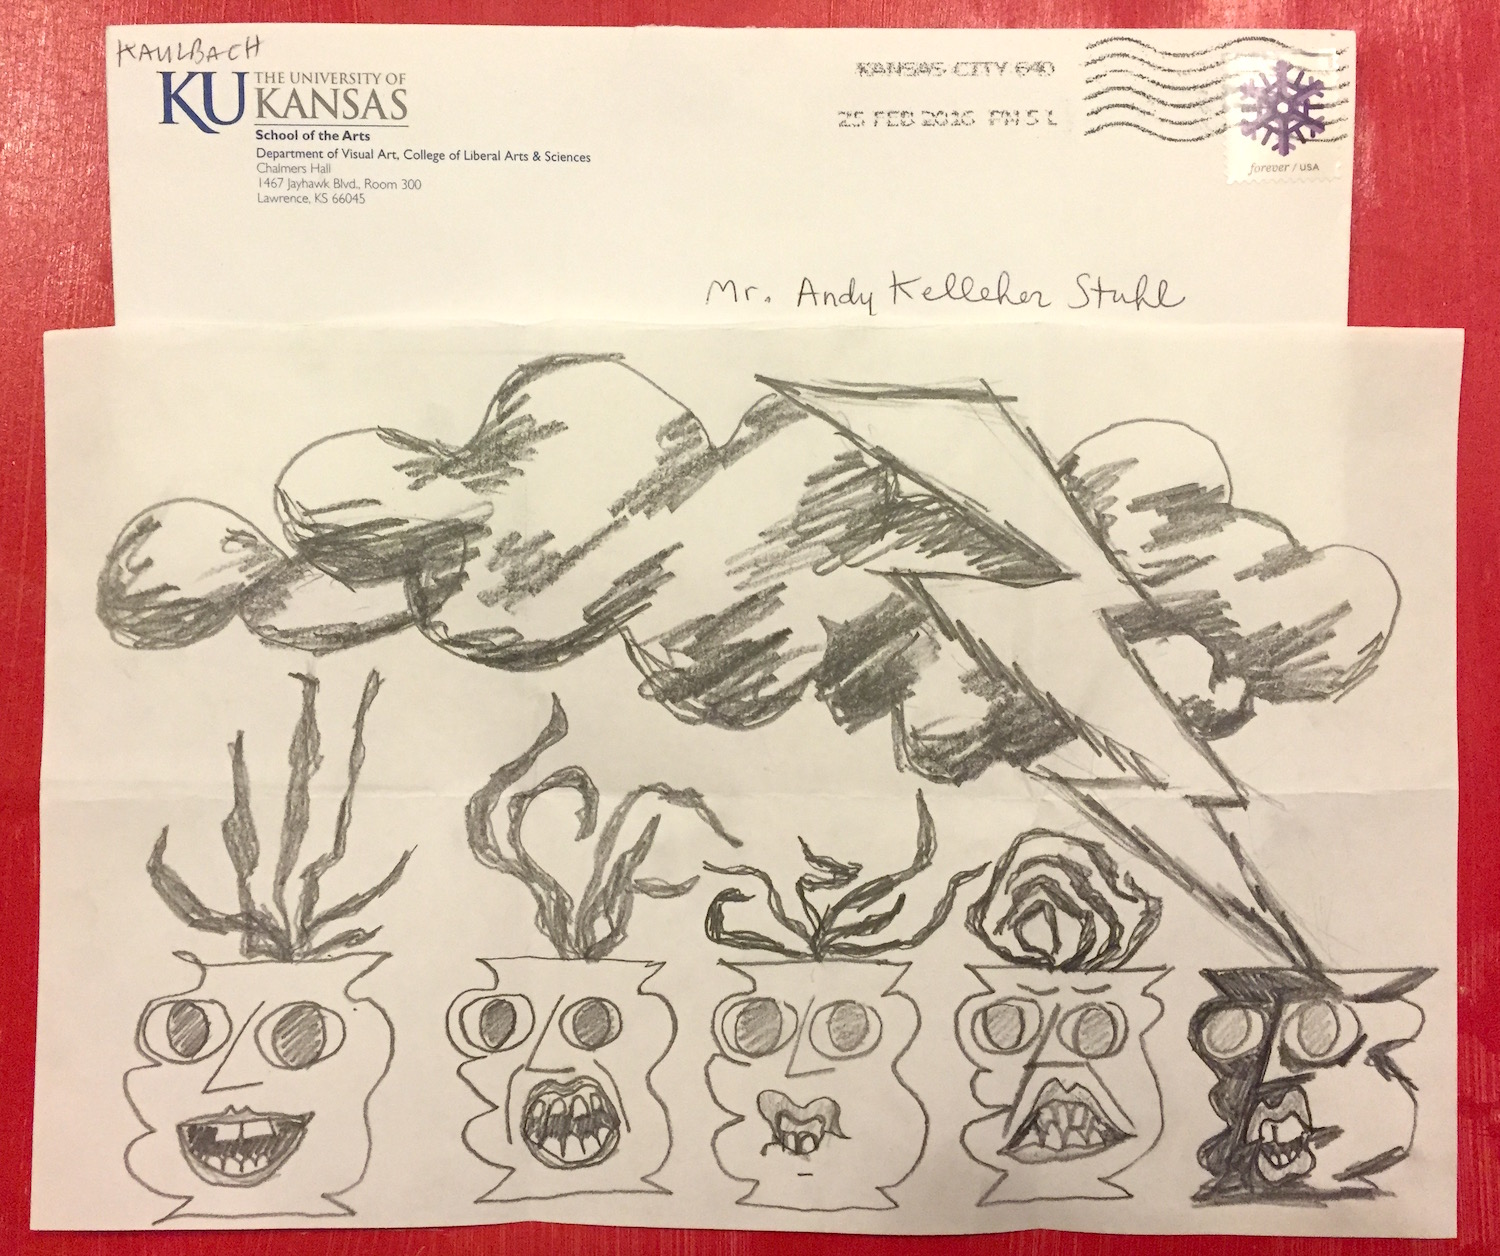 KAULBACH
KU THE UNIVERSITY OF
KANSAS
School of the Arts
Department of Visual Art, College of Liberal Arts & Sciences
Chalmers Hall
1467 Jayhawk Blvd., Room 300
Lawrence, KS 66045
KANSAS CITY 640
25 FEB 2016 PM 5 L
forever / USA
Mr. Andy Kelleher Stuhl